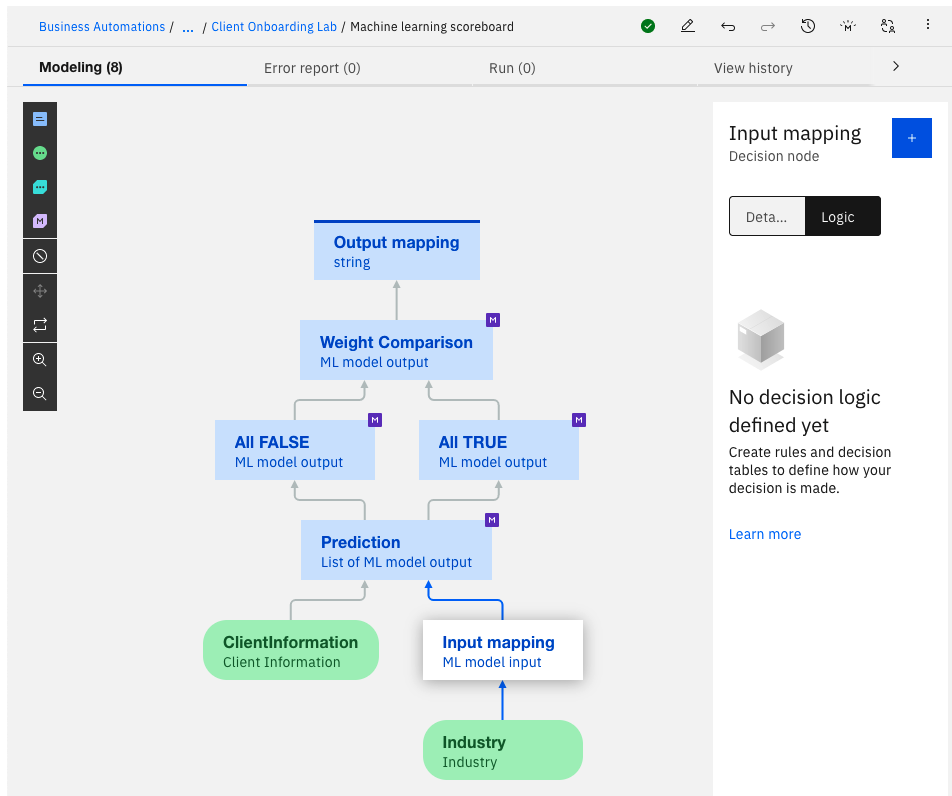 Business Automations / ... / Client Onboarding Lab / Machine learning scoreboard
Modeling (8)
Error report (0)
Run (0)
View history
Input mapping
Decision node
+
Deta...
Logic
No decision logic
defined yet
Create rules and decision
tables to define how your
decision is made.
Learn more
Output mapping
string
M
Weight Comparison
ML model output
M
All FALSE
ML model output
M
All TRUE
ML model output
M
Prediction
List of ML model output
ClientInformation
Client Information
Input mapping
ML model input
Industry
Industry
M
M